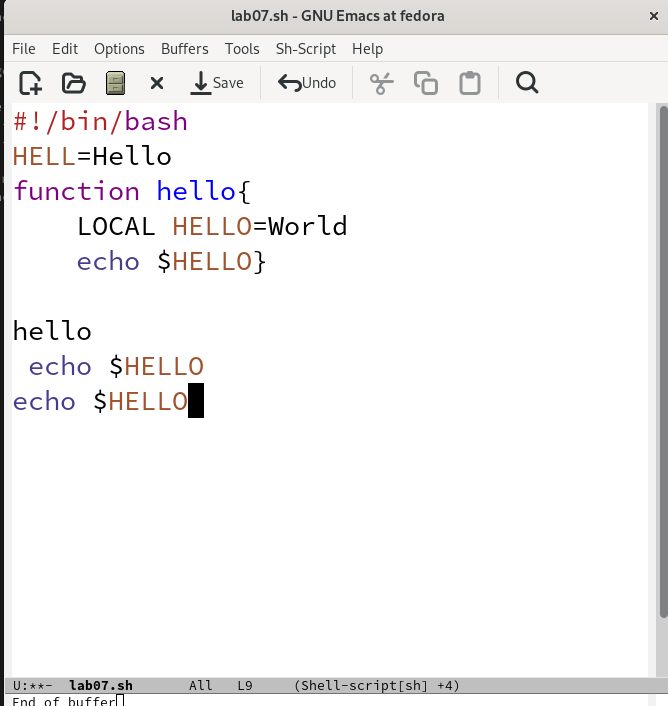 lab07.sh - GNU Emacs at fedora
File Edit Options Buffers Tools Sh-Script Help
Save Undo
#!/bin/bash
HELL=Hello
function hello{
    LOCAL HELLO=World
    echo $HELLO}

hello
 echo $HELLO
echo $HELLO
U:**- lab07.sh All L9 (Shell-script[sh] +4)
End of buffer